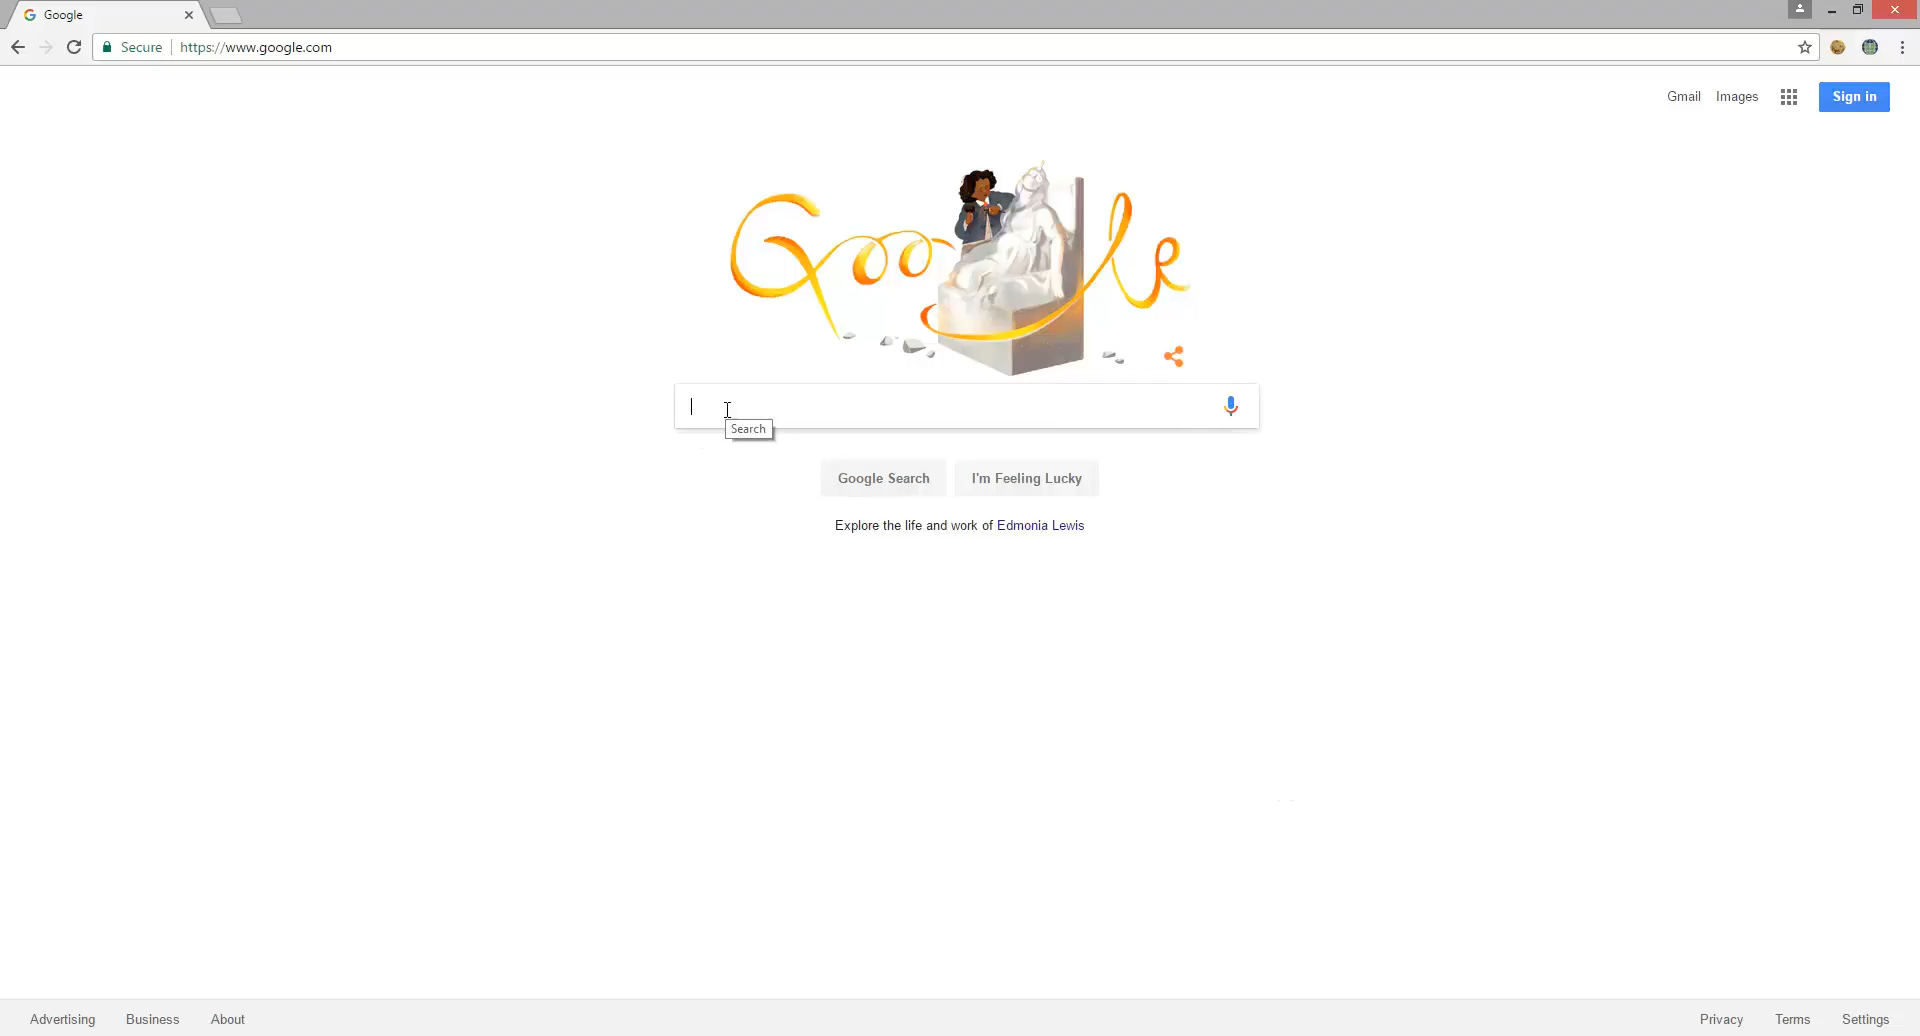 Google
Secure
https://www.google.com
Gmail
Images
Sign in
Google
Search
Google Search
I'm Feeling Lucky
Explore the life and work of Edmonia Lewis
Advertising
Business
About
Privacy
Terms
Settings